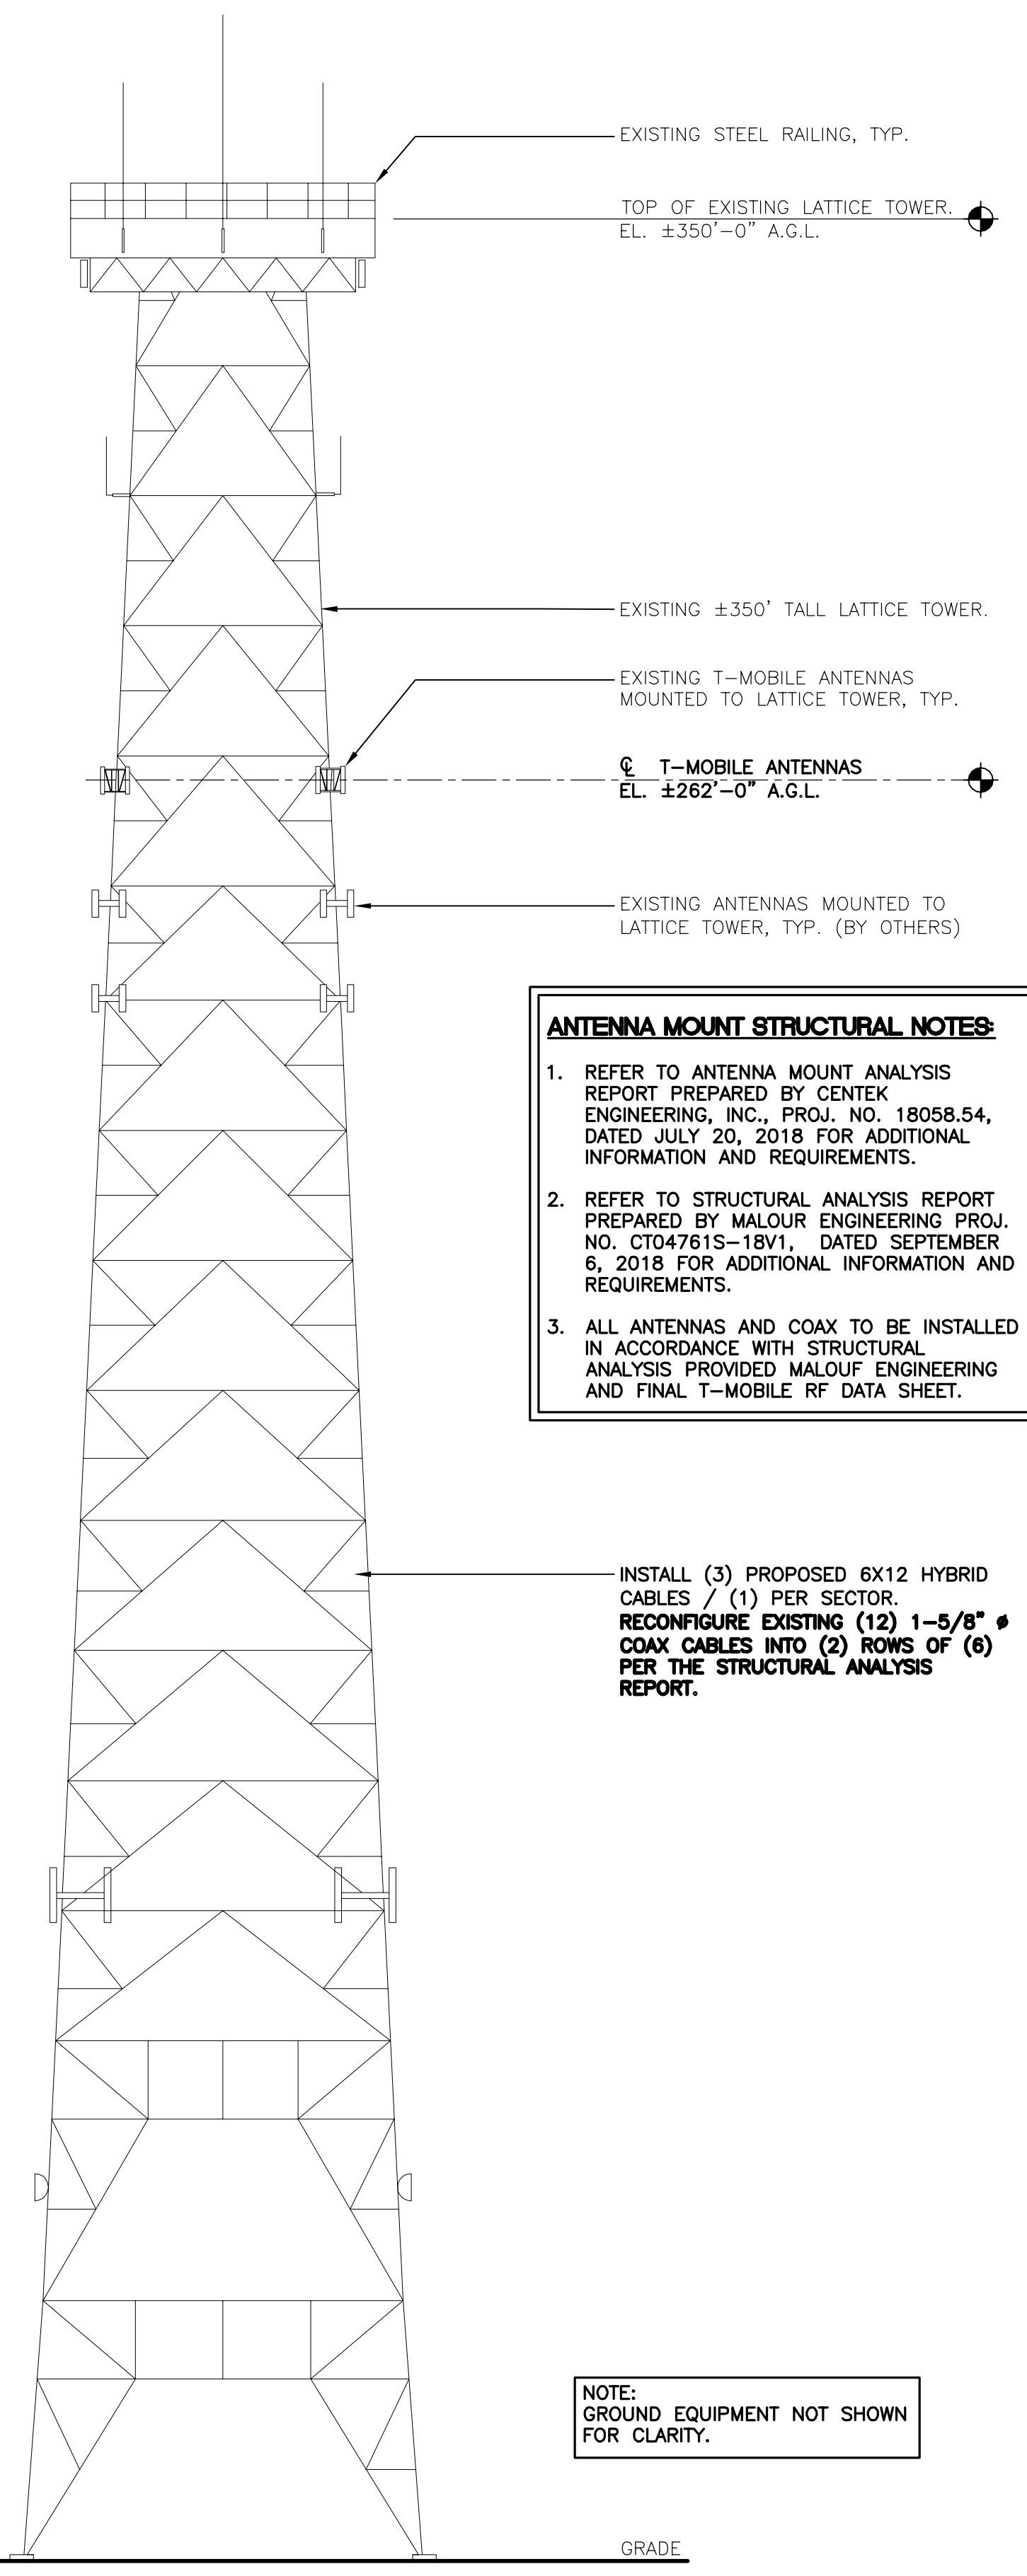 EXISTING STEEL RAILING, TYP.
TOP OF EXISTING LATTICE TOWER.
EL. ±350'-0" A.G.L.
EXISTING ±350' TALL LATTICE TOWER.
EXISTING T-MOBILE ANTENNAS
MOUNTED TO LATTICE TOWER, TYP.
℄ T-MOBILE ANTENNAS
EL. ±262'-0" A.G.L.
EXISTING ANTENNAS MOUNTED TO
LATTICE TOWER, TYP. (BY OTHERS)
ANTENNA MOUNT STRUCTURAL NOTES:
1. REFER TO ANTENNA MOUNT ANALYSIS
REPORT PREPARED BY CENTEK
ENGINEERING, INC., PROJ. NO. 18058.54,
DATED JULY 20, 2018 FOR ADDITIONAL
INFORMATION AND REQUIREMENTS.
2. REFER TO STRUCTURAL ANALYSIS REPORT
PREPARED BY MALOUR ENGINEERING PROJ.
NO. CT04761S-18V1, DATED SEPTEMBER
6, 2018 FOR ADDITIONAL INFORMATION AND
REQUIREMENTS.
3. ALL ANTENNAS AND COAX TO BE INSTALLED
IN ACCORDANCE WITH STRUCTURAL
ANALYSIS PROVIDED MALOUF ENGINEERING
AND FINAL T-MOBILE RF DATA SHEET.
INSTALL (3) PROPOSED 6X12 HYBRID
CABLES / (1) PER SECTOR.
RECONFIGURE EXISTING (12) 1-5/8" ø
COAX CABLES INTO (2) ROWS OF (6)
PER THE STRUCTURAL ANALYSIS
REPORT.
NOTE:
GROUND EQUIPMENT NOT SHOWN
FOR CLARITY.
GRADE